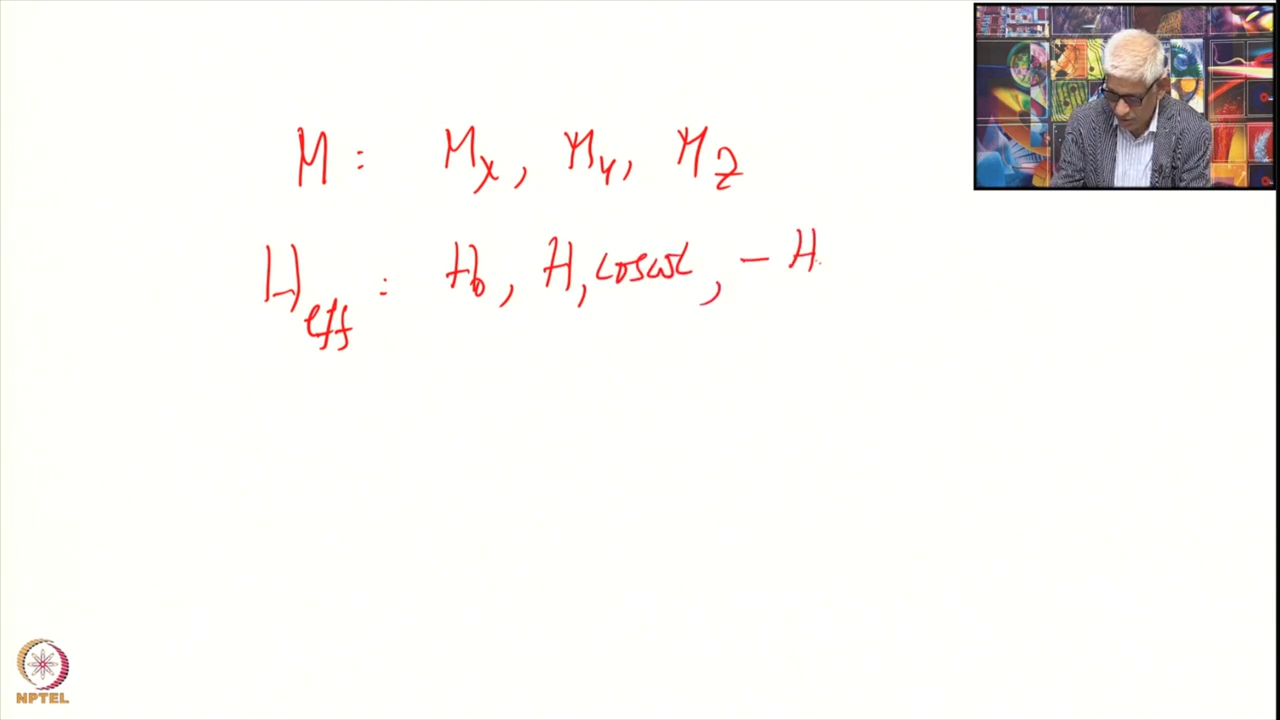 M : Mx, My, Mz
Heff : H0, H1 cosωt, - H
NPTEL